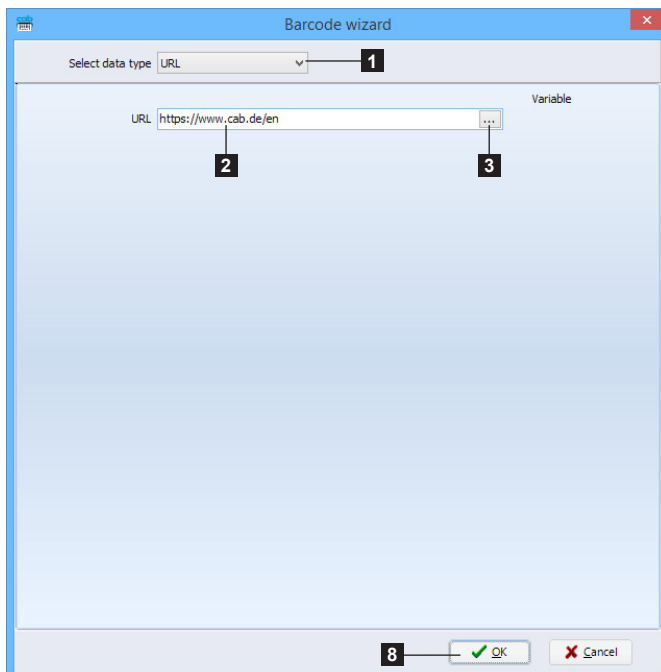 cab
Barcode wizard
Select data type URL 1
Variable
URL https://www.cab.de/en ...
2 3
8 OK Cancel